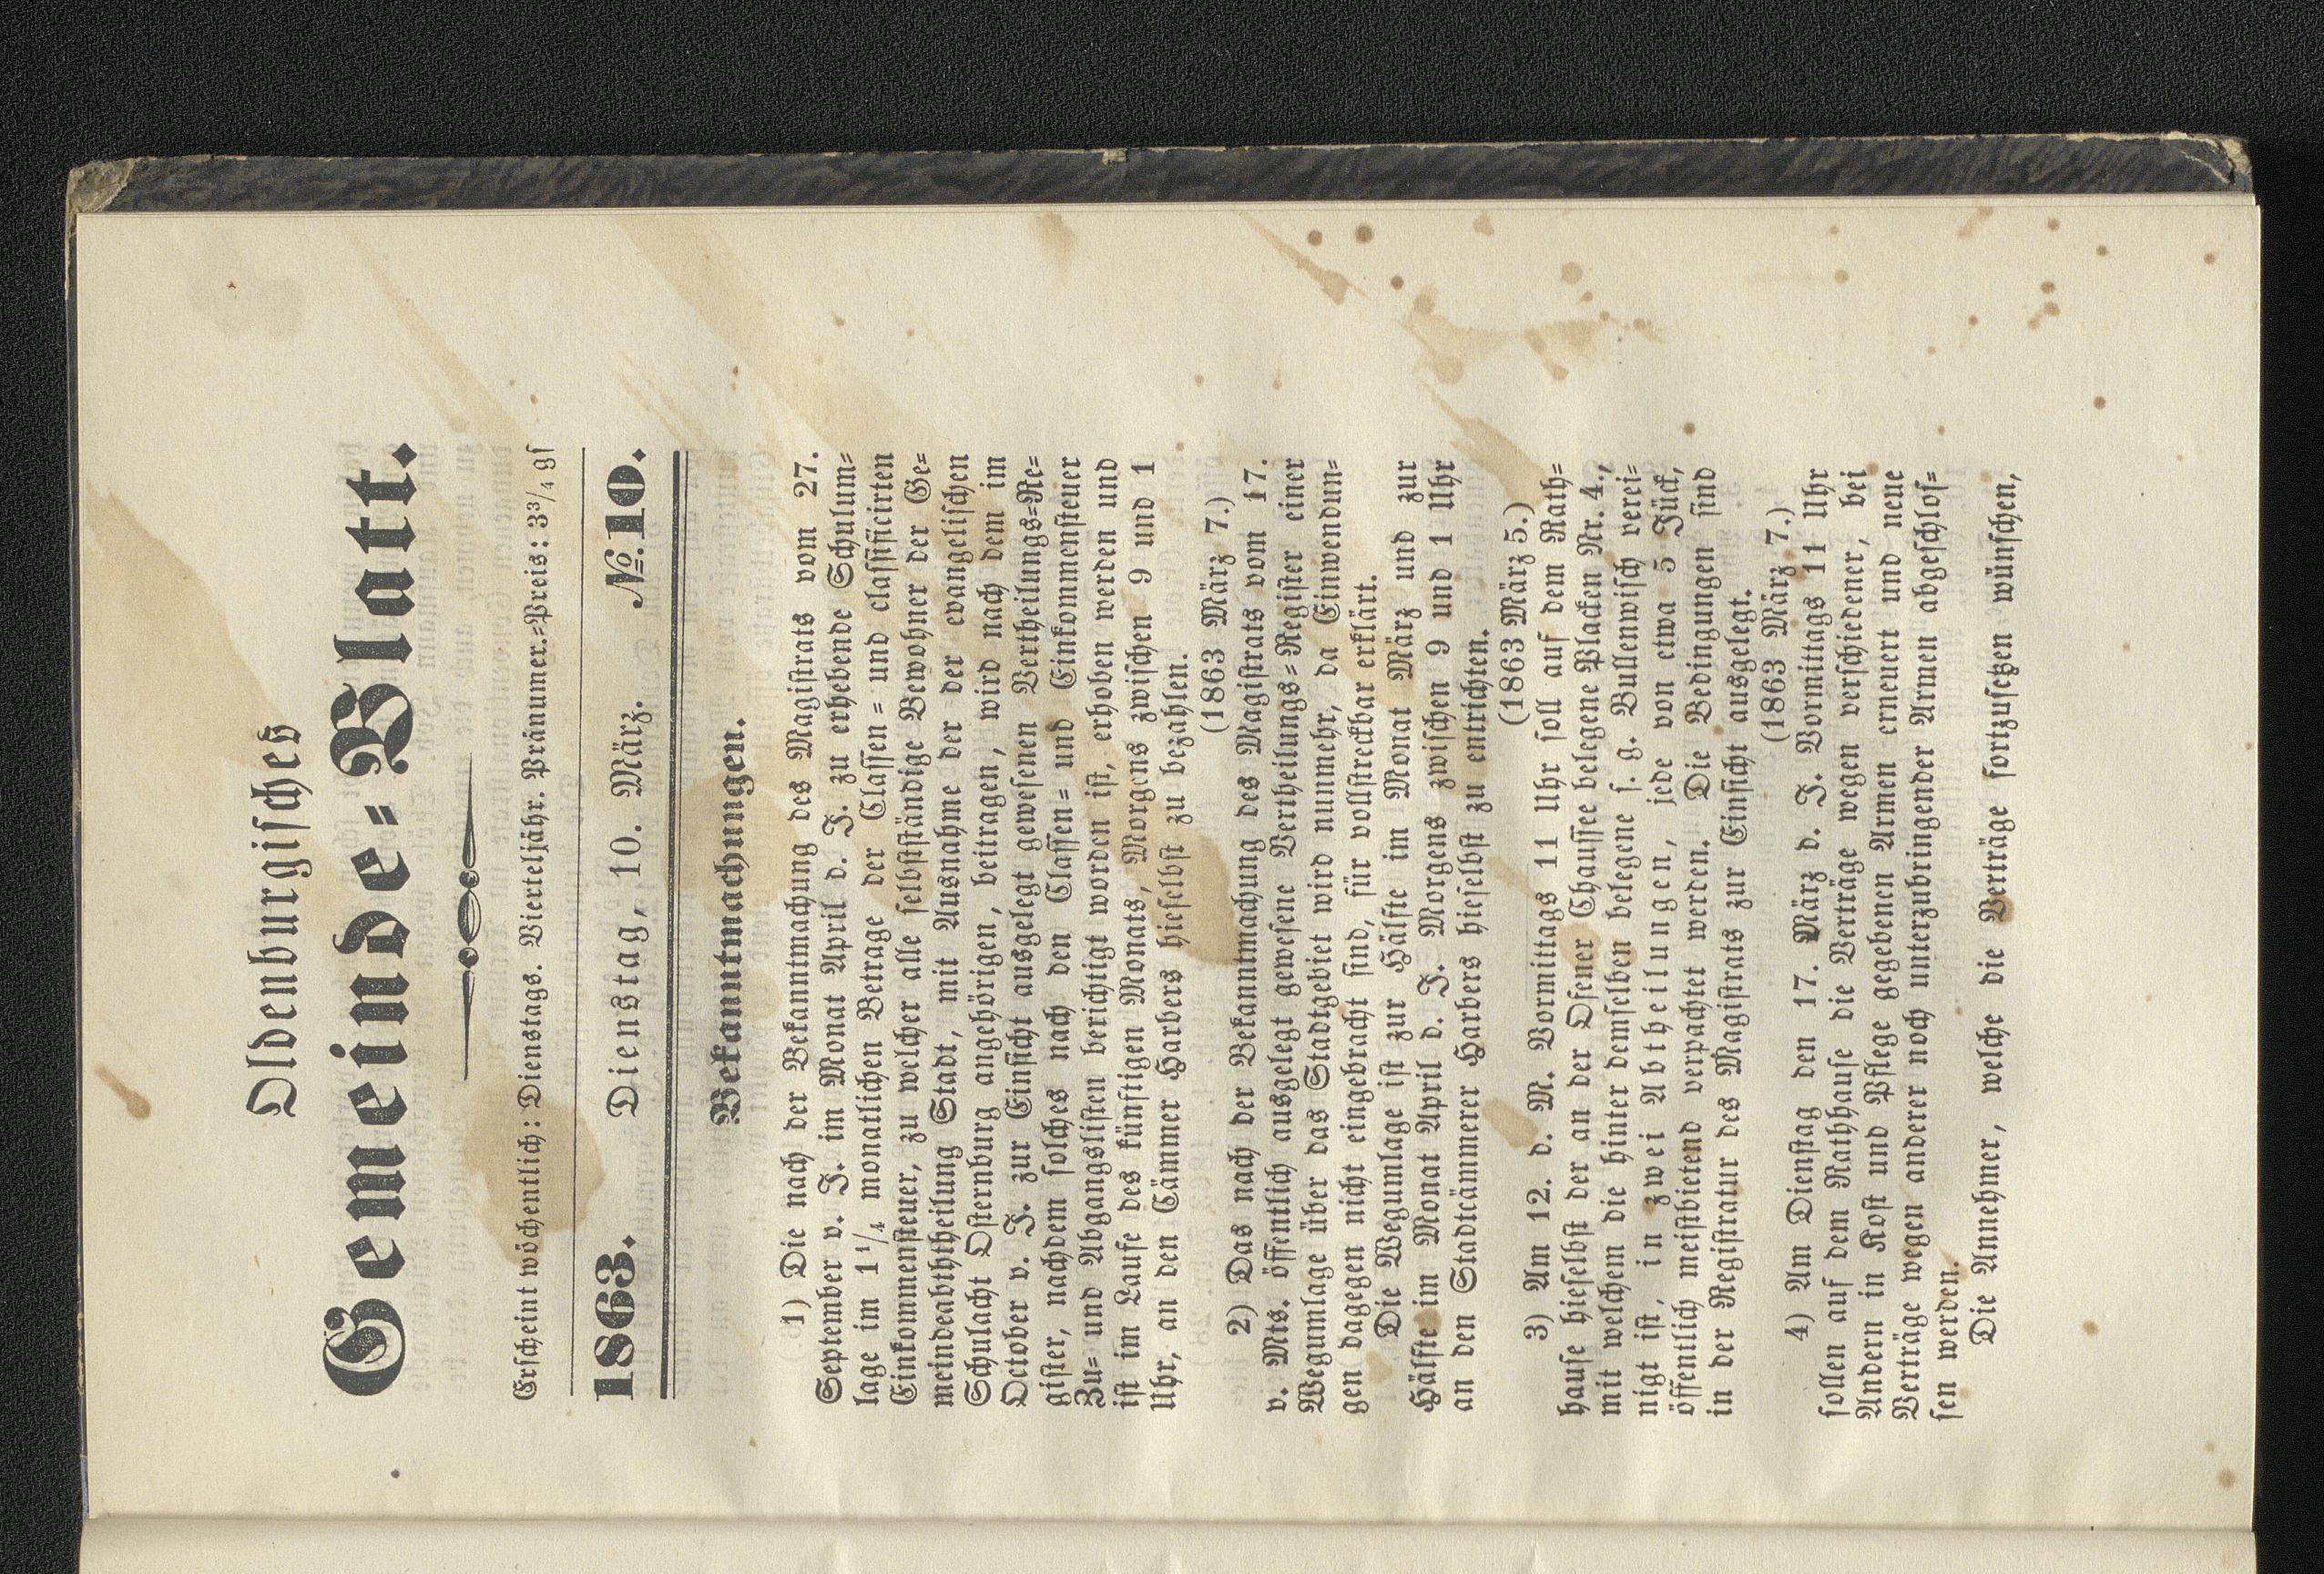 Oldenburgisches
Gemeinde-Blatt.
Erscheint wöchentlich: Dienstags. Vierteljähr. Pränumer.-Preis: 3³/₄ gſ
1863. Dienstag, 10. März. №. 10.
Bekanntmachungen.
1) Die nach der Bekanntmachung des Magiſtrats vom 27.
September v. J. im Monat April d. J. zu erhebende Schulum-
lage im 1¹/₄ monatlichen Betrage der Claſſen- und claſſificirten
Einkommenſteuer, zu welcher alle ſelbſtſtändige Bewohner der Ge-
meindeabththeilung Stadt, mit Ausnahme der der evangeliſchen
Schulacht Oſternburg angehörigen, beitragen, wird nach dem im
October v. J. zur Einſicht ausgelegt geweſenen Vertheilungs-Re-
giſter, nachdem ſolches nach den Claſſen- und Einkommenſteuer
Zu- und Abgangsliſten berichtigt worden iſt, erhoben werden und
iſt im Laufe des künftigen Monats, Morgens zwiſchen 9 und 1
Uhr, an den Cämmer Harbers hieſelbſt zu bezahlen.
(1863 März 7.)
2) Das nach der Bekanntmachung des Magiſtrats vom 17.
v. Mts. öffentlich ausgelegt geweſene Vertheilungs-Regiſter einer
Wegumlage über das Stadtgebiet wird nunmehr, da Einwendun-
gen dagegen nicht eingebracht ſind, für vollſtreckbar erklärt.
Die Wegumlage iſt zur Hälfte im Monat März und zur
Hälfte im Monat April d. J. Morgens zwiſchen 9 und 1 Uhr
an den Stadtcämmerer Harbers hieſelbſt zu entrichten.
(1863 März 5.)
3) Am 12. d. M. Vormittags 11 Uhr ſoll auf dem Rath-
hauſe hieſelbſt der an der Ofener Chauſſee belegene Placken Nr. 4.,
mit welchem die hinter demſelben belegene ſ. g. Bullenwiſch verei-
nigt iſt, in zwei Abtheilungen, jede von etwa 5 Jück,
öffentlich meiſtbietend verpachtet werden. Die Bedingungen ſind
in der Regiſtratur des Magiſtrats zur Einſicht ausgelegt.
(1863 März 7.)
4) Am Dienſtag den 17. März d. J. Vormittags 11 Uhr
ſollen auf dem Rathhauſe die Verträge wegen verſchiedener, bei
Andern in Koſt und Pflege gegebenen Armen erneuert und neue
Verträge wegen anderer noch unterzubringender Armen abgeſchloſ-
ſen werden.
Die Annehmer, welche die Verträge fortzuſetzen wünſchen,